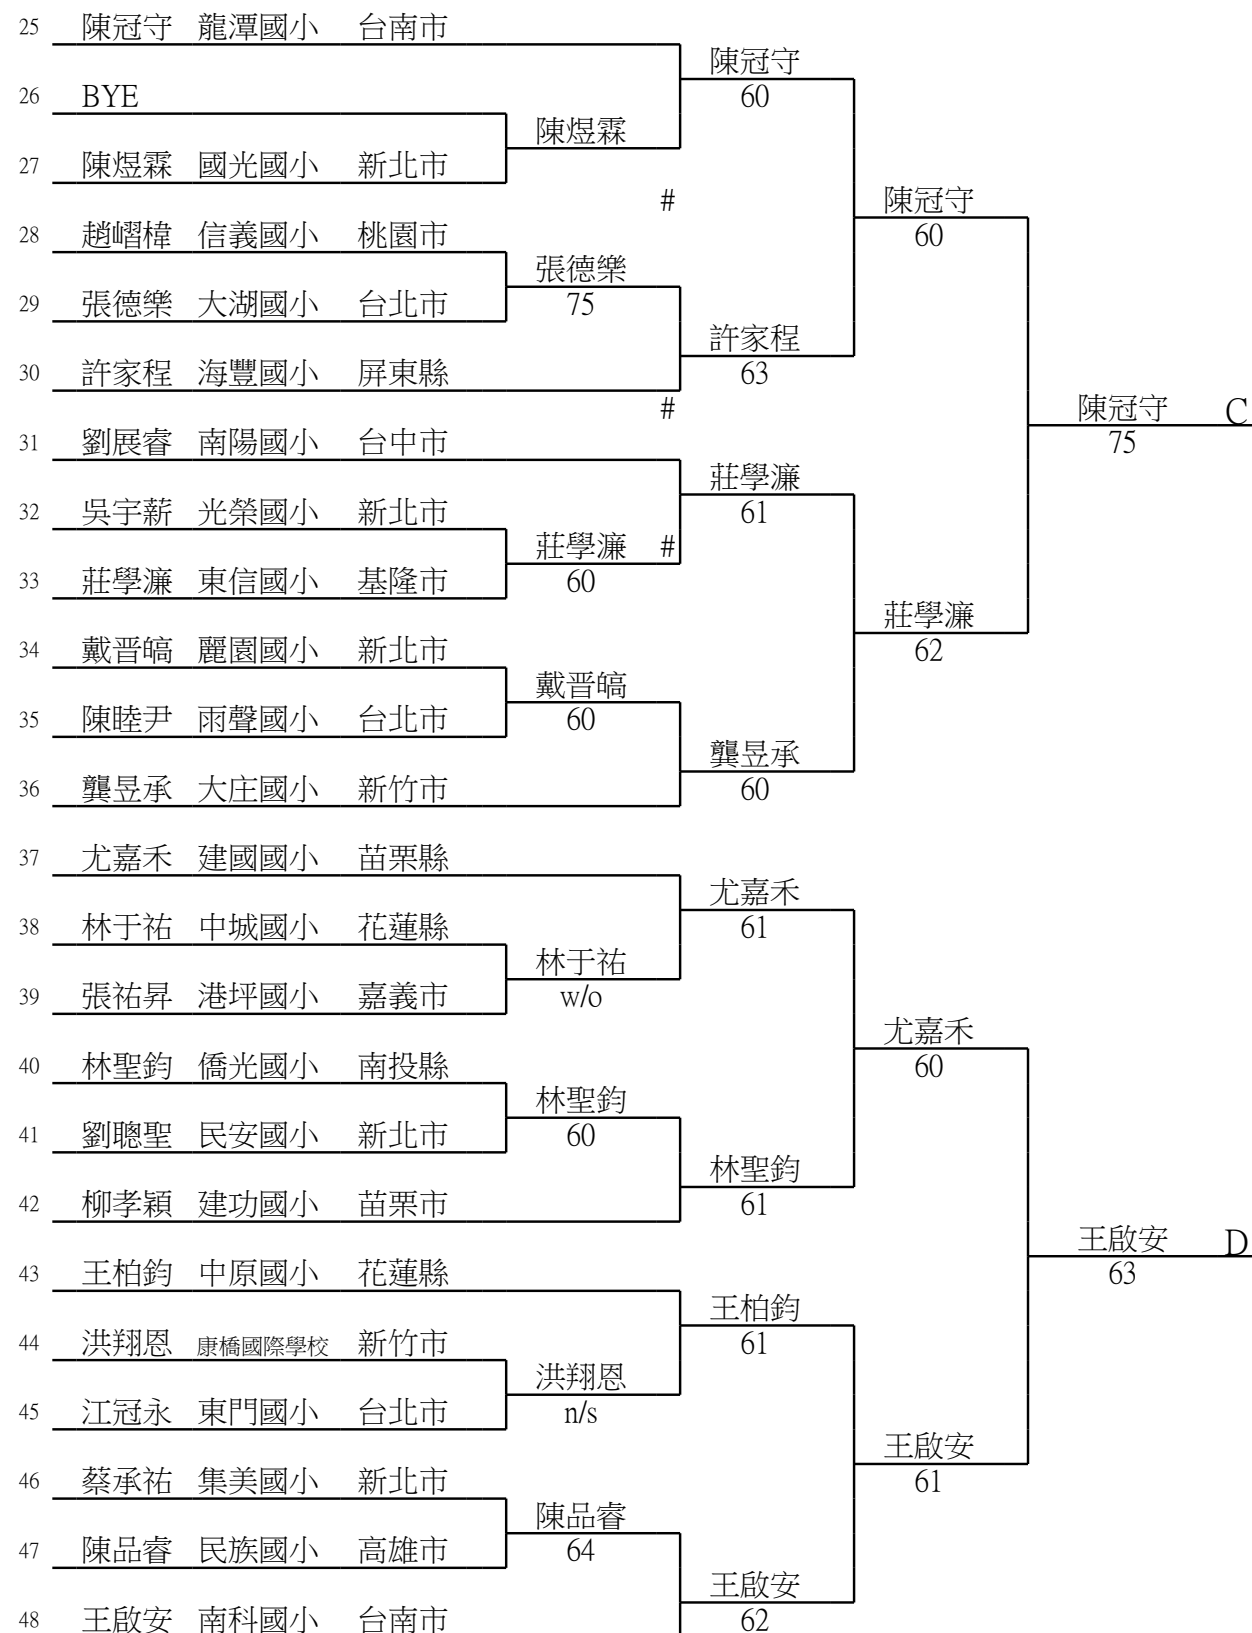 25 陳冠守 龍潭國小 台南市
陳冠守
26 BYE
60
陳煜霖
27 陳煜霖 國光國小 新北市
#
陳冠守
28 趙嶍椲 信義國小 桃園市
60
張德樂
29 張德樂 大湖國小 台北市
75
許家程
30 許家程 海豐國小 屏東縣
63
#
陳冠守 C
31 劉展睿 南陽國小 台中市
75
莊學濂
32 吳宇薪 光榮國小 新北市
61
莊學濂 #
33 莊學濂 東信國小 基隆市
60
莊學濂
34 戴晋皜 麗園國小 新北市
62
戴晋皜
35 陳睦尹 雨聲國小 台北市
60
龔昱承
36 龔昱承 大庄國小 新竹市
60
37 尤嘉禾 建國國小 苗栗縣
尤嘉禾
38 林于祐 中城國小 花蓮縣
61
林于祐
39 張祐昇 港坪國小 嘉義市
w/o
尤嘉禾
40 林聖鈞 僑光國小 南投縣
60
林聖鈞
41 劉聰聖 民安國小 新北市
60
林聖鈞
42 柳孝穎 建功國小 苗栗市
61
王啟安 D
43 王柏鈞 中原國小 花蓮縣
63
王柏鈞
44 洪翔恩 康橋國際學校 新竹市
61
洪翔恩
45 江冠永 東門國小 台北市
n/s
王啟安
46 蔡承祐 集美國小 新北市
61
陳品睿
47 陳品睿 民族國小 高雄市
64
王啟安
48 王啟安 南科國小 台南市
62